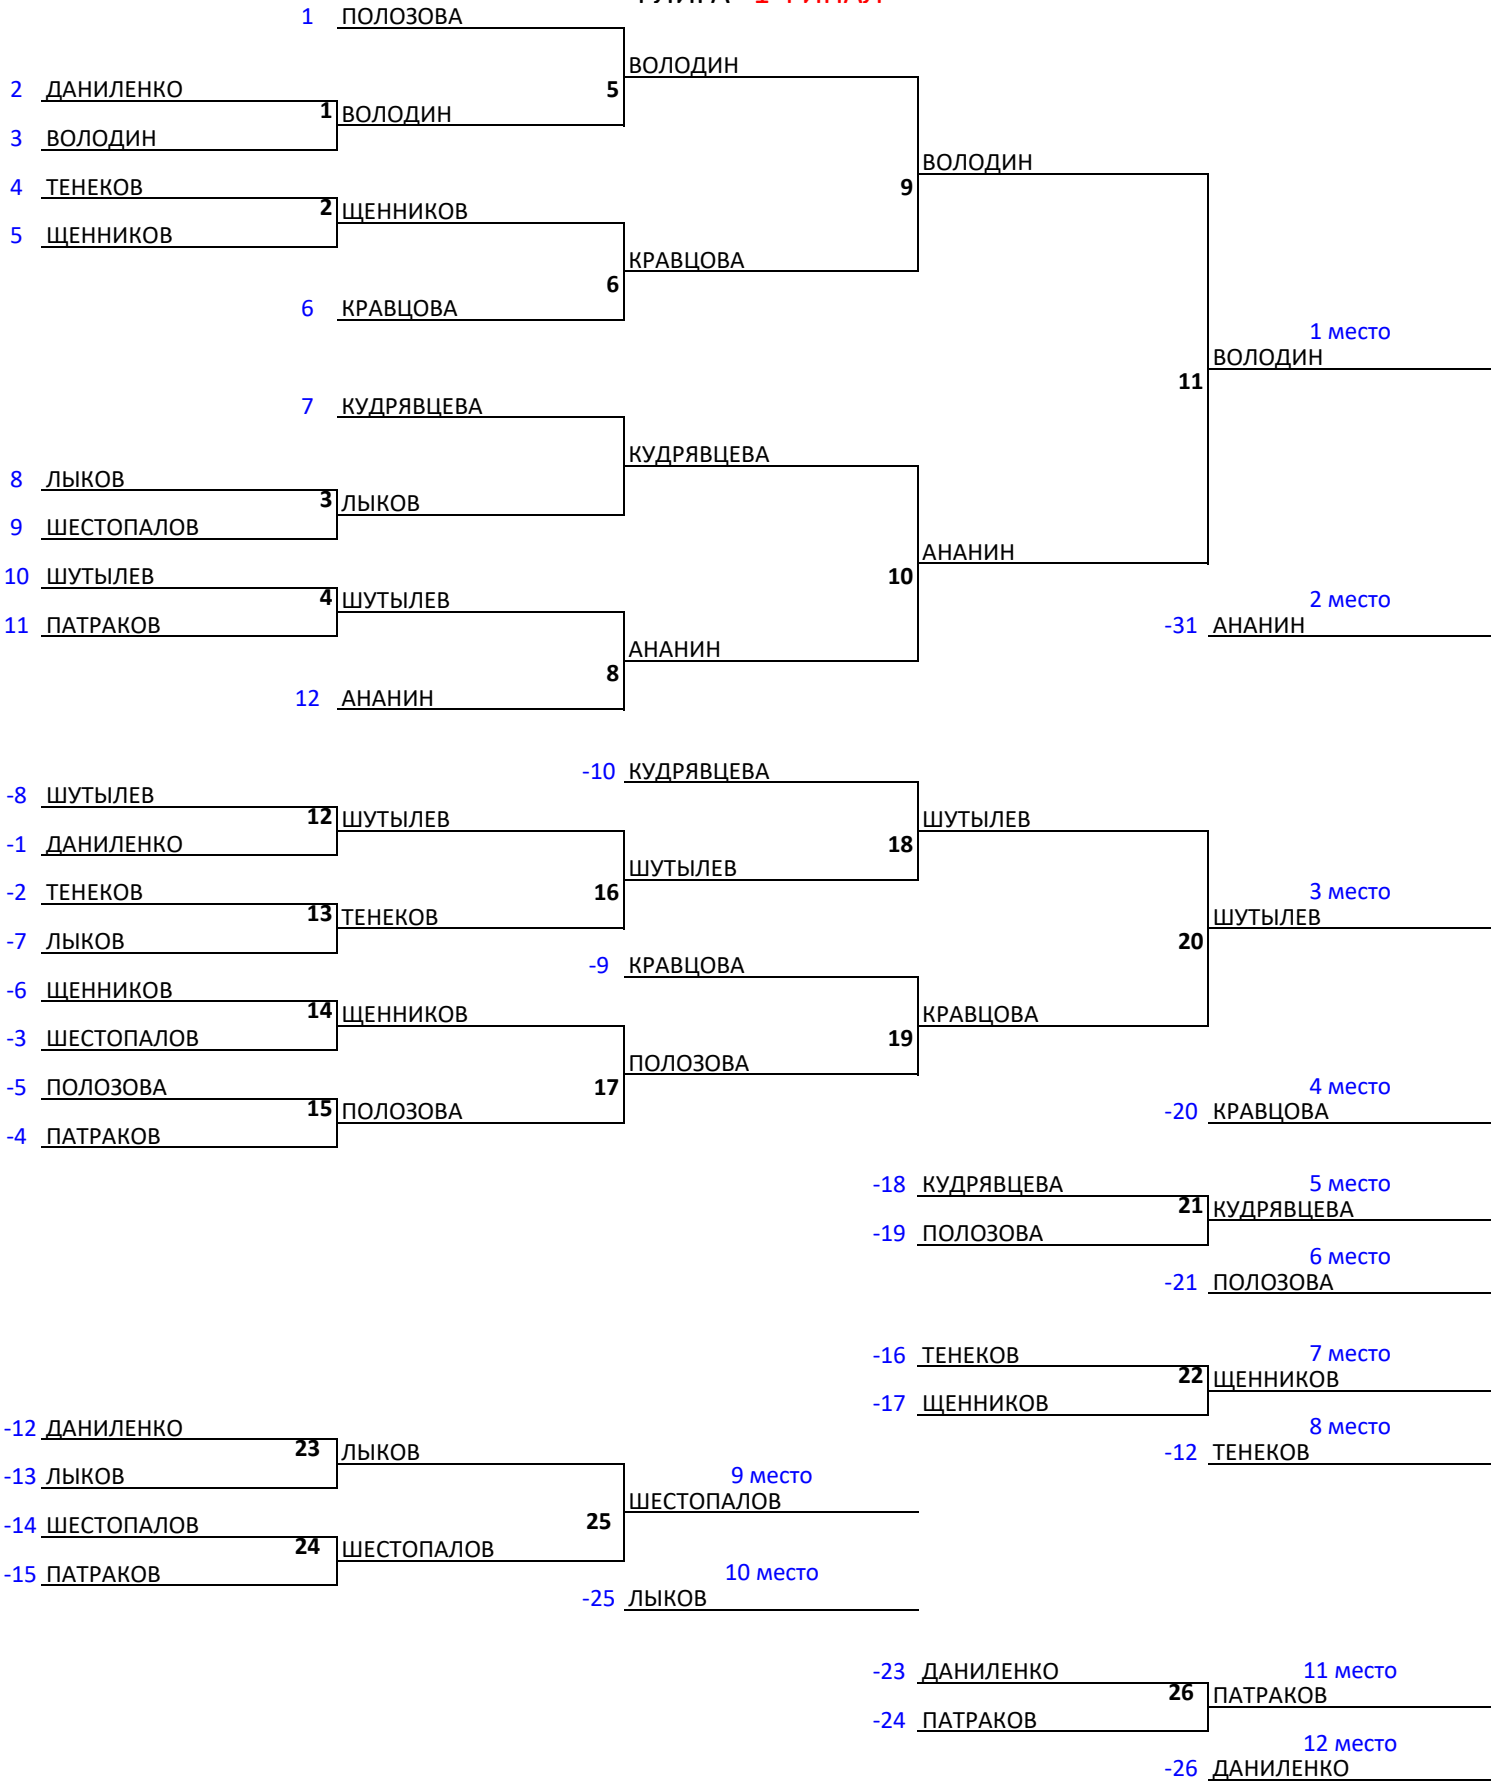 1 ПОЛОЗОВА
ВОЛОДИН
2 ДАНИЛЕНКО 5
1 ВОЛОДИН
3 ВОЛОДИН
ВОЛОДИН
4 ТЕНЕКОВ 9
2 ЩЕННИКОВ
5 ЩЕННИКОВ
КРАВЦОВА
6
6 КРАВЦОВА
1 место
ВОЛОДИН
11
7 КУДРЯВЦЕВА
КУДРЯВЦЕВА
8 ЛЫКОВ
3 ЛЫКОВ
9 ШЕСТОПАЛОВ
АНАНИН
10 ШУТЫЛЕВ 10
4 ШУТЫЛЕВ 2 место
11 ПАТРАКОВ -31 АНАНИН
АНАНИН
8
12 АНАНИН
-10 КУДРЯВЦЕВА
-8 ШУТЫЛЕВ
12 ШУТЫЛЕВ ШУТЫЛЕВ
-1 ДАНИЛЕНКО 18
ШУТЫЛЕВ
-2 ТЕНЕКОВ 16 3 место
13 ТЕНЕКОВ ШУТЫЛЕВ
-7 ЛЫКОВ 20
-9 КРАВЦОВА
-6 ЩЕННИКОВ
14 ЩЕННИКОВ КРАВЦОВА
-3 ШЕСТОПАЛОВ 19
ПОЛОЗОВА
-5 ПОЛОЗОВА 17 4 место
15 ПОЛОЗОВА -20 КРАВЦОВА
-4 ПАТРАКОВ
-18 КУДРЯВЦЕВА 5 место
21 КУДРЯВЦЕВА
-19 ПОЛОЗОВА
6 место
-21 ПОЛОЗОВА
-16 ТЕНЕКОВ 7 место
22 ЩЕННИКОВ
-17 ЩЕННИКОВ
-12 ДАНИЛЕНКО 8 место
23 ЛЫКОВ -12 ТЕНЕКОВ
-13 ЛЫКОВ 9 место
ШЕСТОПАЛОВ
-14 ШЕСТОПАЛОВ 25
24 ШЕСТОПАЛОВ
-15 ПАТРАКОВ 10 место
-25 ЛЫКОВ
-23 ДАНИЛЕНКО 11 место
26 ПАТРАКОВ
-24 ПАТРАКОВ
12 место
-26 ДАНИЛЕНКО